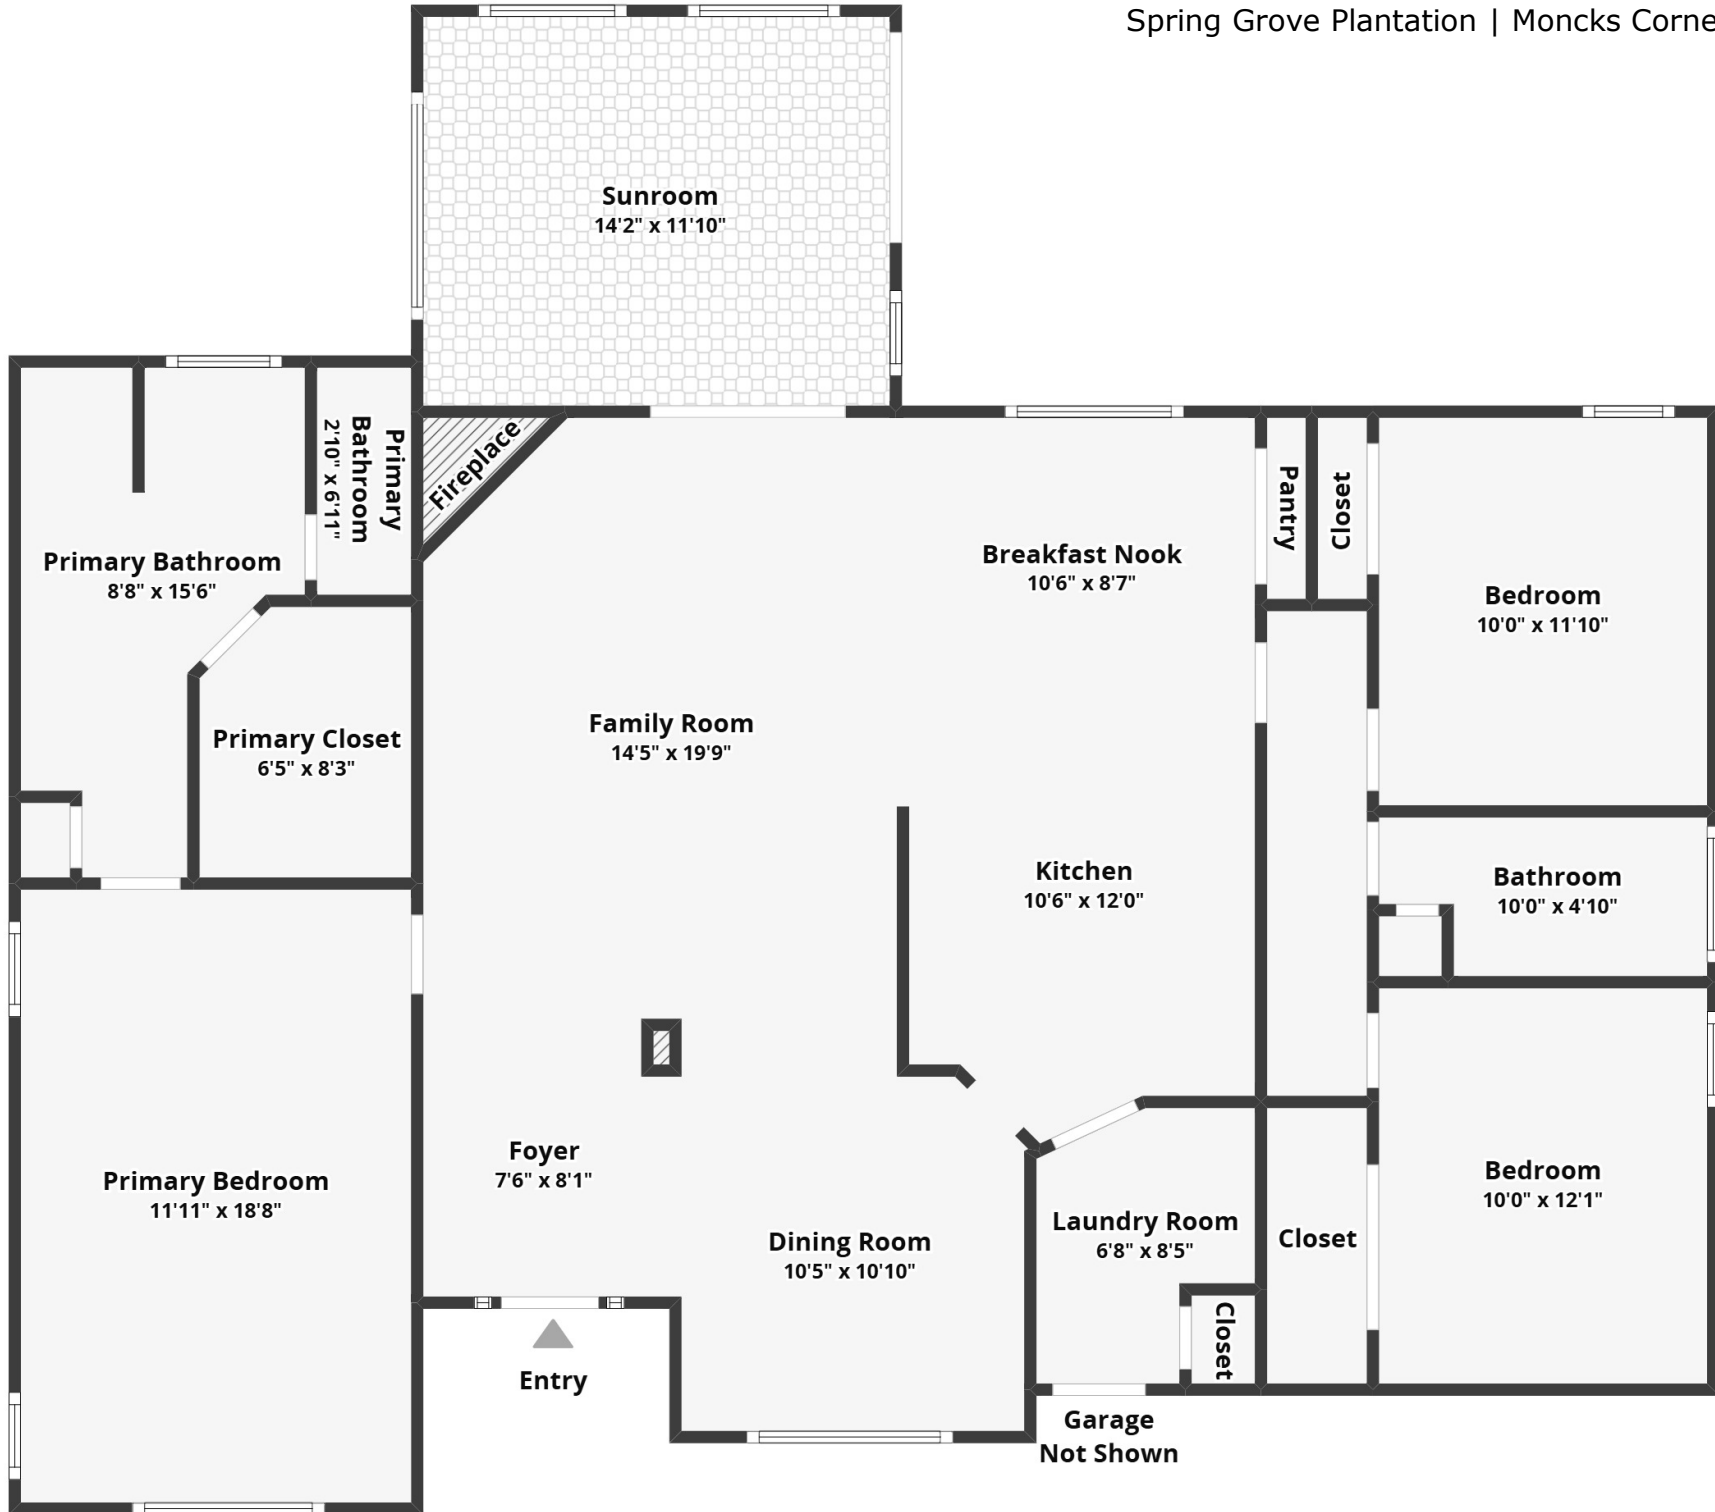 Spring Grove Plantation | Moncks Corne
Sunroom
14'2" x 11'10"
Primary
Bathroom
2'10" x 6'11"
Fireplace
Pantry
Closet
Primary Bathroom
8'8" x 15'6"
Breakfast Nook
10'6" x 8'7"
Bedroom
10'0" x 11'10"
Primary Closet
6'5" x 8'3"
Family Room
14'5" x 19'9"
Kitchen
10'6" x 12'0"
Bathroom
10'0" x 4'10"
Primary Bedroom
11'11" x 18'8"
Foyer
7'6" x 8'1"
Dining Room
10'5" x 10'10"
Laundry Room
6'8" x 8'5"
Closet
Bedroom
10'0" x 12'1"
Closet
Entry
Garage
Not Shown